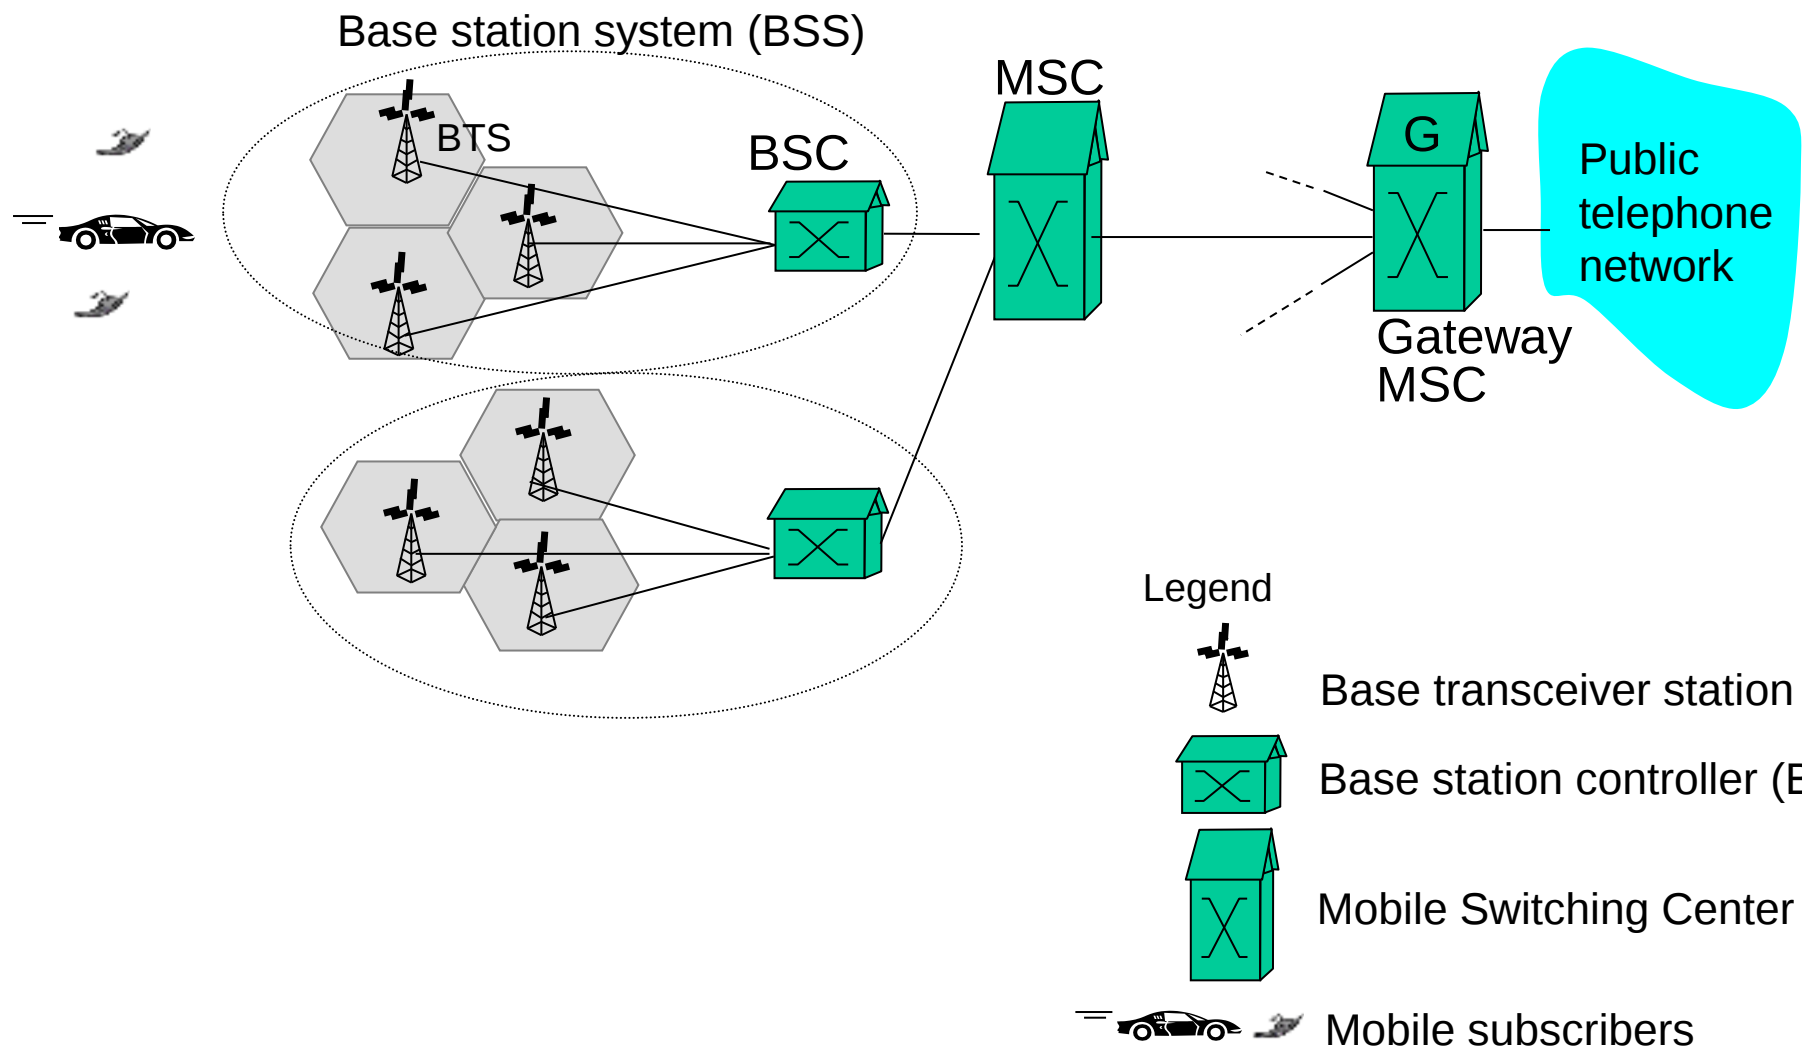 Base station system (BSS)
MSC
BTS
BSC
G
Public
telephone
network
Gateway
MSC
Legend
Base transceiver station
Base station controller (
Mobile Switching Center
Mobile subscribers